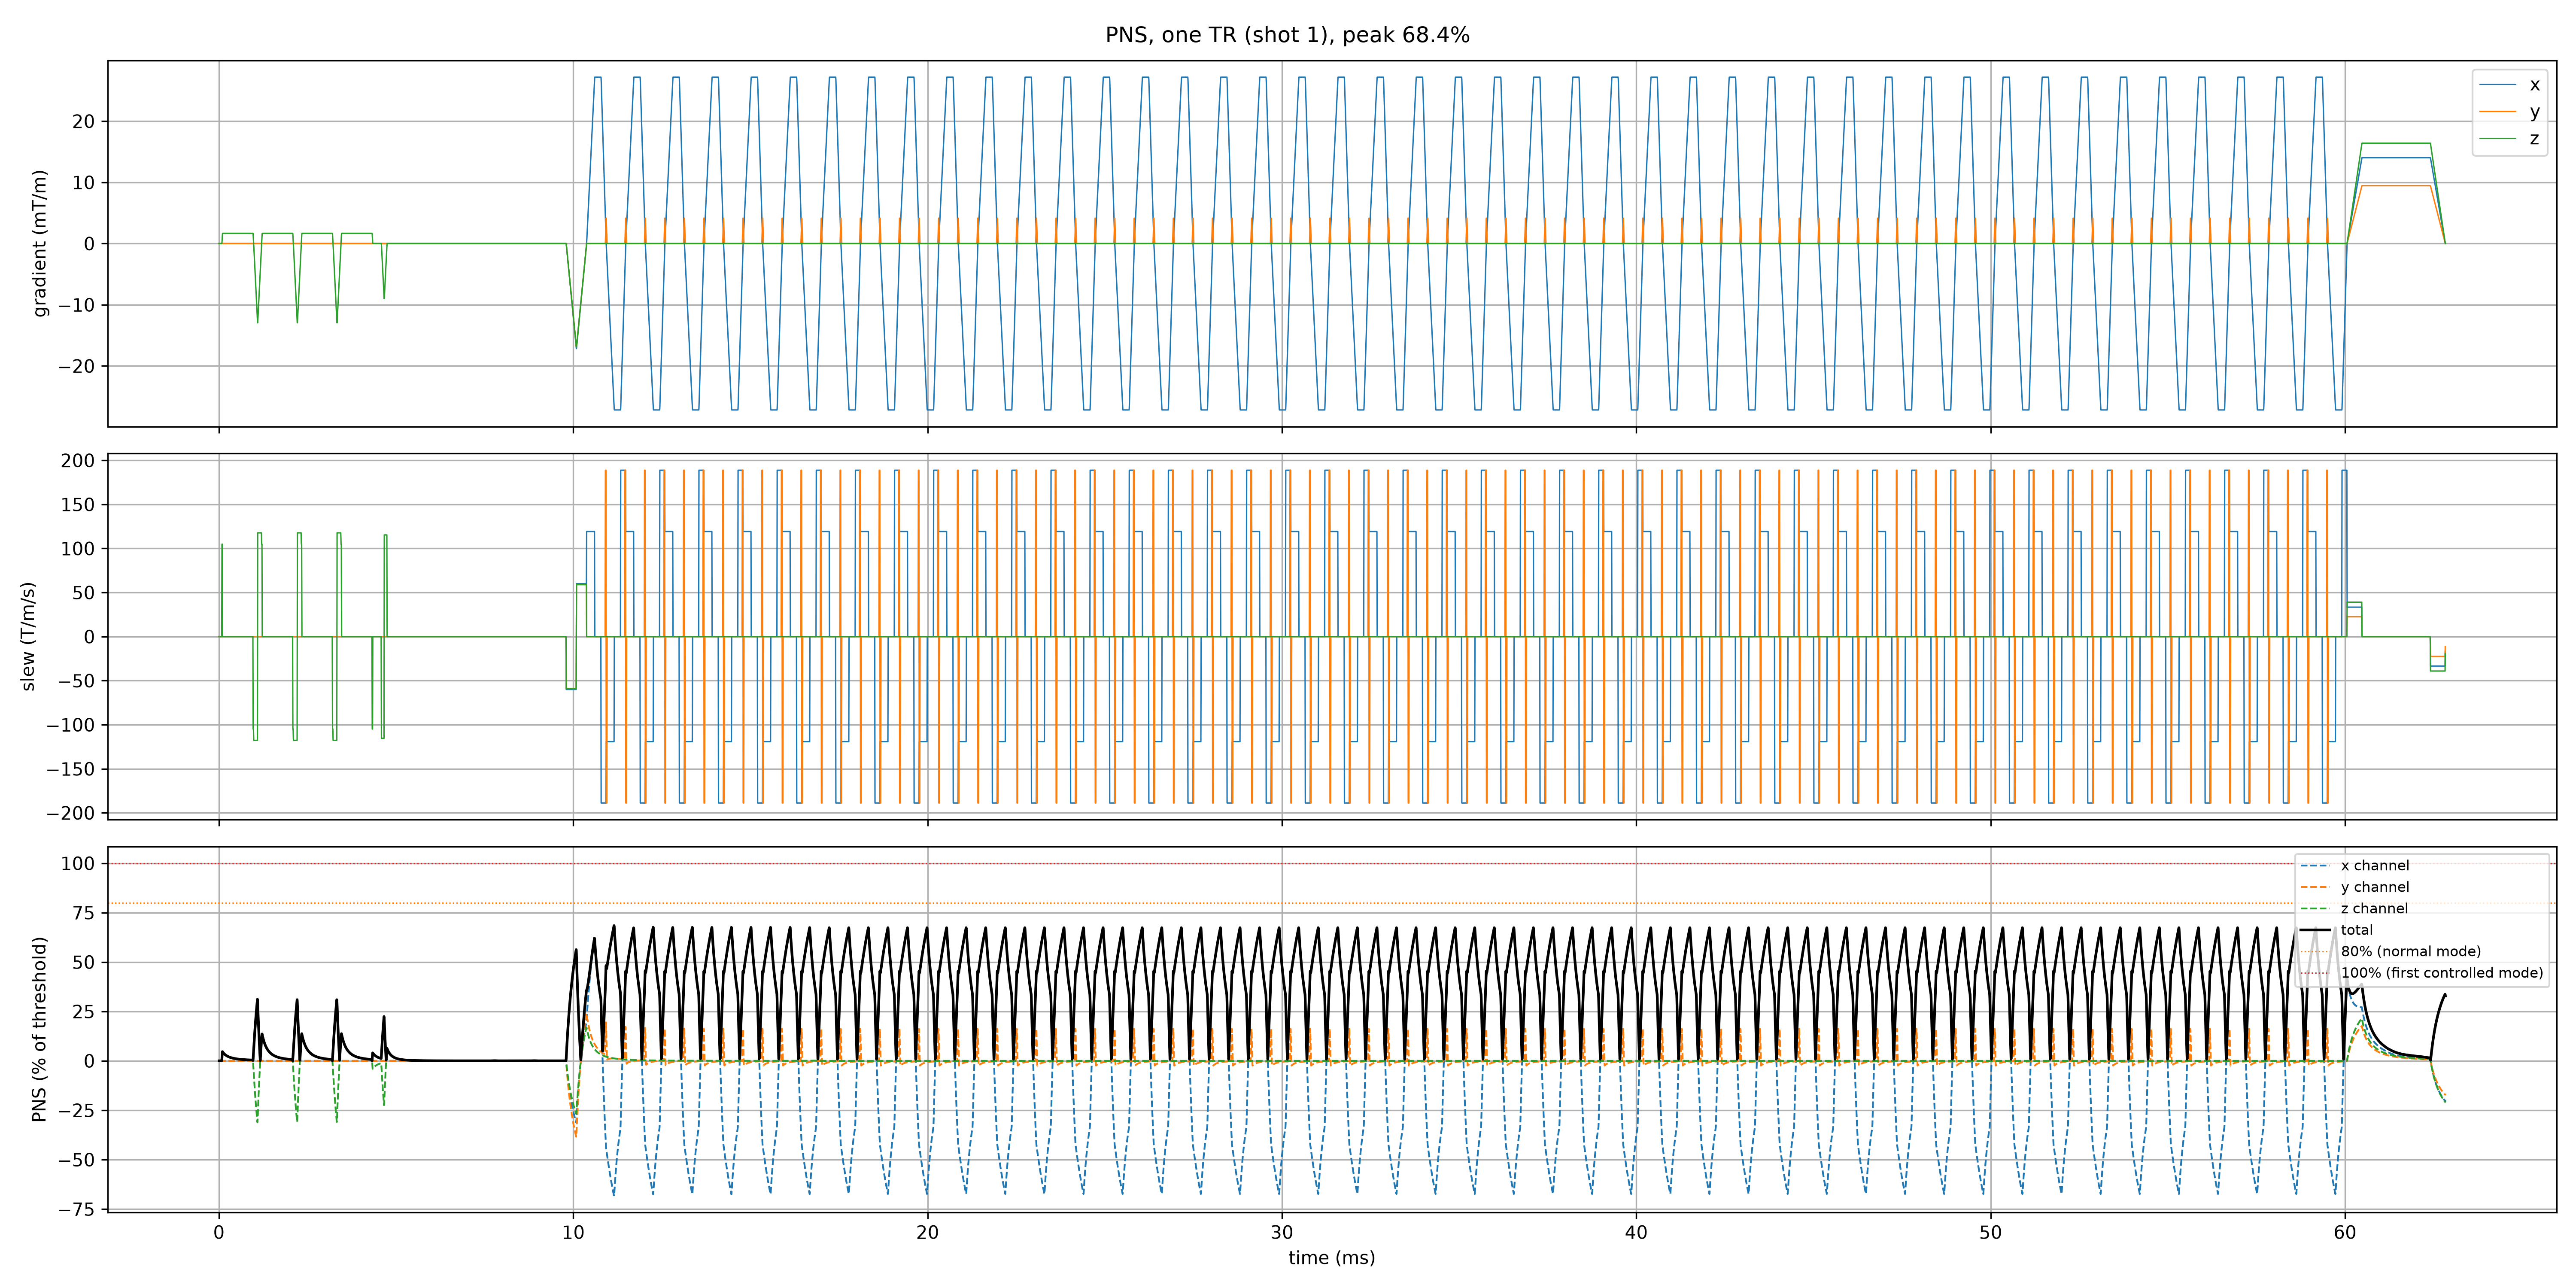 PNS, one TR (shot 1), peak 68.4%
gradient (mT/m)
20
10
0
−10
−20
x
y
z
slew (T/m/s)
200
150
100
50
0
−50
−100
−150
−200
PNS (% of threshold)
100
75
50
25
0
−25
−50
−75
x channel
y channel
z channel
total
80% (normal mode)
100% (first controlled mode)
0
10
20
30
40
50
60
time (ms)